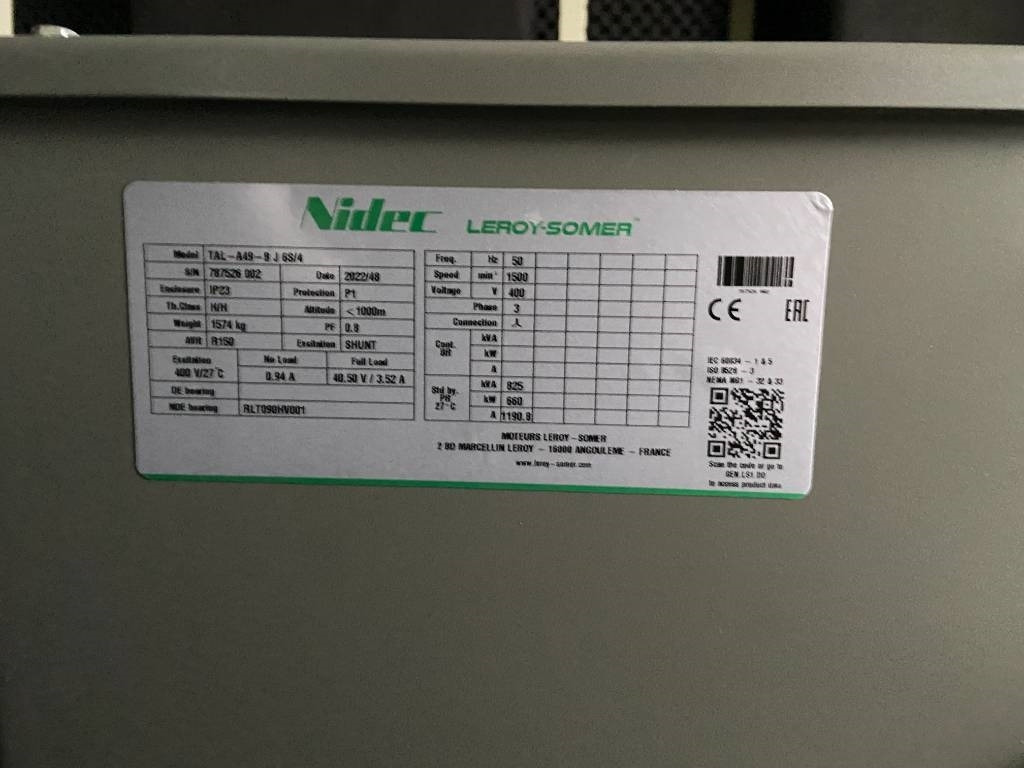 Nidec LEROY-SOMER™
Model TAL-A49-9 J 6S/4
S/N 787526 002 Date 2022/48
Enclosure IP23 Protection P1
Th.Class H/H Altitude <1000m
Weight 1574 kg PF 0.8
AVR R150 Excitation SHUNT
Excitation No Load Full Load
400 V/27°C 0.94 A 40.50 V / 3.52 A
DE bearing
NDE bearing RLT090HV001
Freq. Hz 50
Speed min⁻¹ 1500
Voltage V 400
Phase 3
Connection
Cont. BR kVA
kW
A
Std by. PR 27°C kVA 825
kW 660
A 1190.8
MOTEURS LEROY-SOMER
2 BD MARCELLIN LEROY - 16000 ANGOULEME - FRANCE
www.leroy-somer.com
CE EAC
IEC 60034 - 1 & 5
ISO 8528 - 3
NEMA MG1 - 32 & 33
Scan the code or go to
GEN.LS1.DO
to access product data